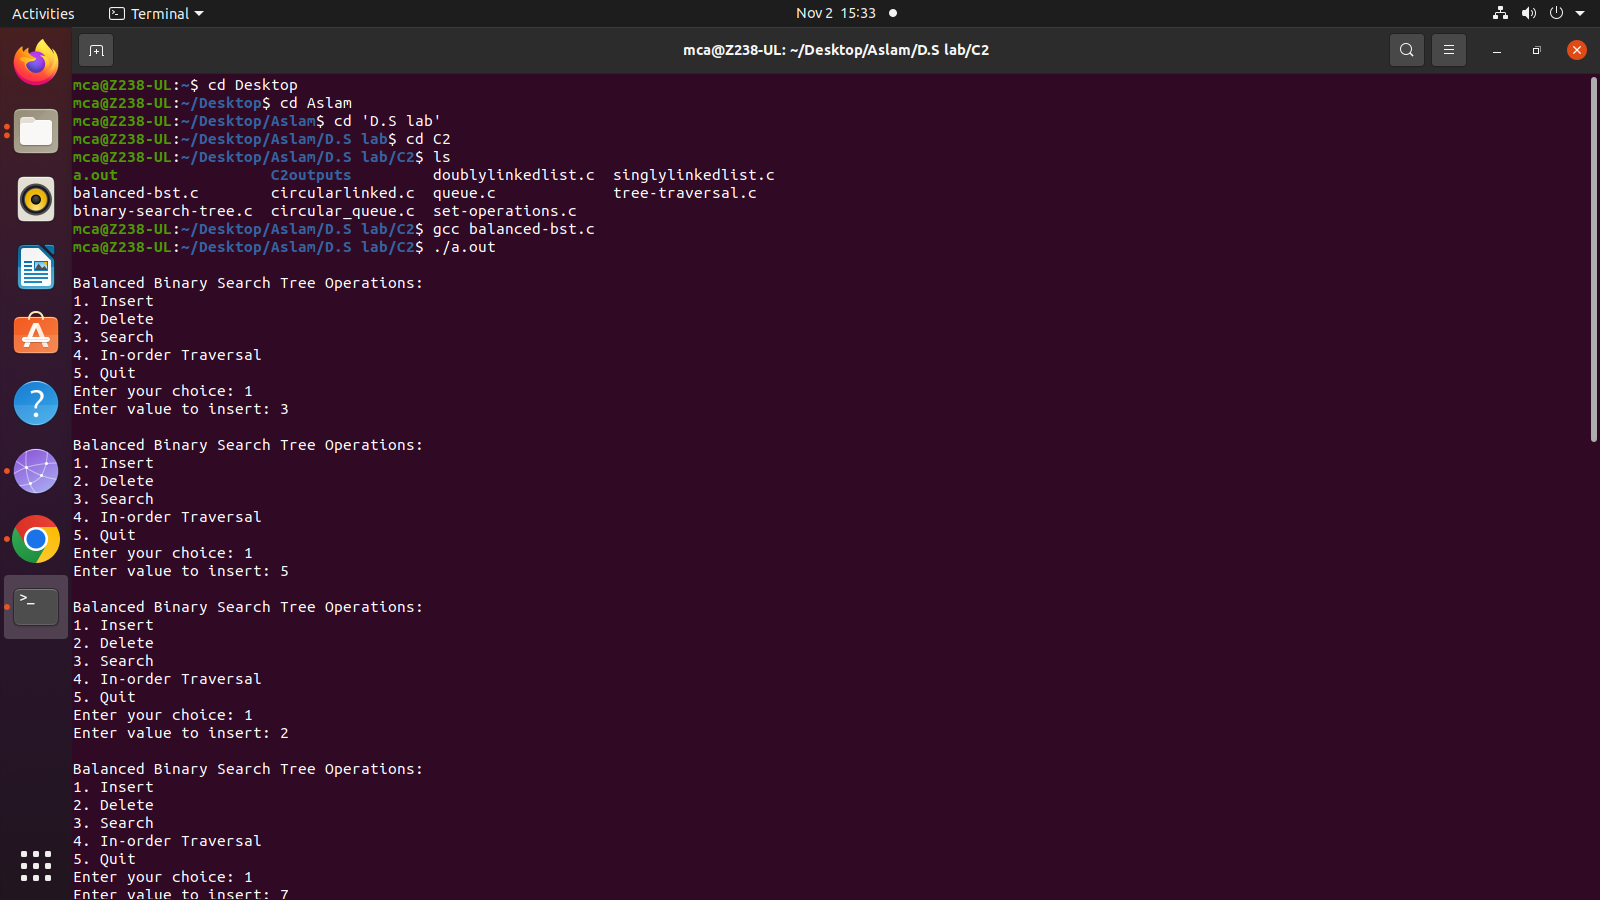 Activities Terminal Nov 2 15:33
mca@Z238-UL: ~/Desktop/Aslam/D.S lab/C2
mca@Z238-UL:~$ cd Desktop
mca@Z238-UL:~/Desktop$ cd Aslam
mca@Z238-UL:~/Desktop/Aslam$ cd 'D.S lab'
mca@Z238-UL:~/Desktop/Aslam/D.S lab$ cd C2
mca@Z238-UL:~/Desktop/Aslam/D.S lab/C2$ ls
a.out C2outputs doublylinkedlist.c singlylinkedlist.c
balanced-bst.c circularlinked.c queue.c tree-traversal.c
binary-search-tree.c circular_queue.c set-operations.c
mca@Z238-UL:~/Desktop/Aslam/D.S lab/C2$ gcc balanced-bst.c
mca@Z238-UL:~/Desktop/Aslam/D.S lab/C2$ ./a.out
Balanced Binary Search Tree Operations:
1. Insert
2. Delete
3. Search
4. In-order Traversal
5. Quit
Enter your choice: 1
Enter value to insert: 3
Balanced Binary Search Tree Operations:
1. Insert
2. Delete
3. Search
4. In-order Traversal
5. Quit
Enter your choice: 1
Enter value to insert: 5
Balanced Binary Search Tree Operations:
1. Insert
2. Delete
3. Search
4. In-order Traversal
5. Quit
Enter your choice: 1
Enter value to insert: 2
Balanced Binary Search Tree Operations:
1. Insert
2. Delete
3. Search
4. In-order Traversal
5. Quit
Enter your choice: 1
Enter value to insert: 7